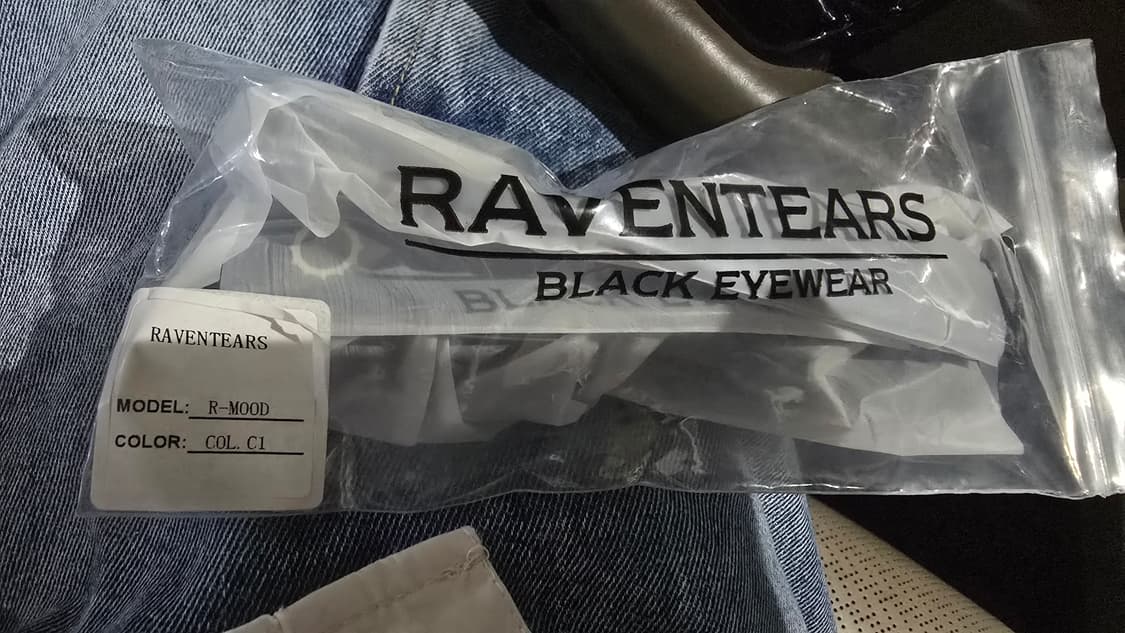 RAVENTEARS
BLACK EYEWEAR
RAVENTEARS
MODEL: R-MOOD
COLOR: COL. C1